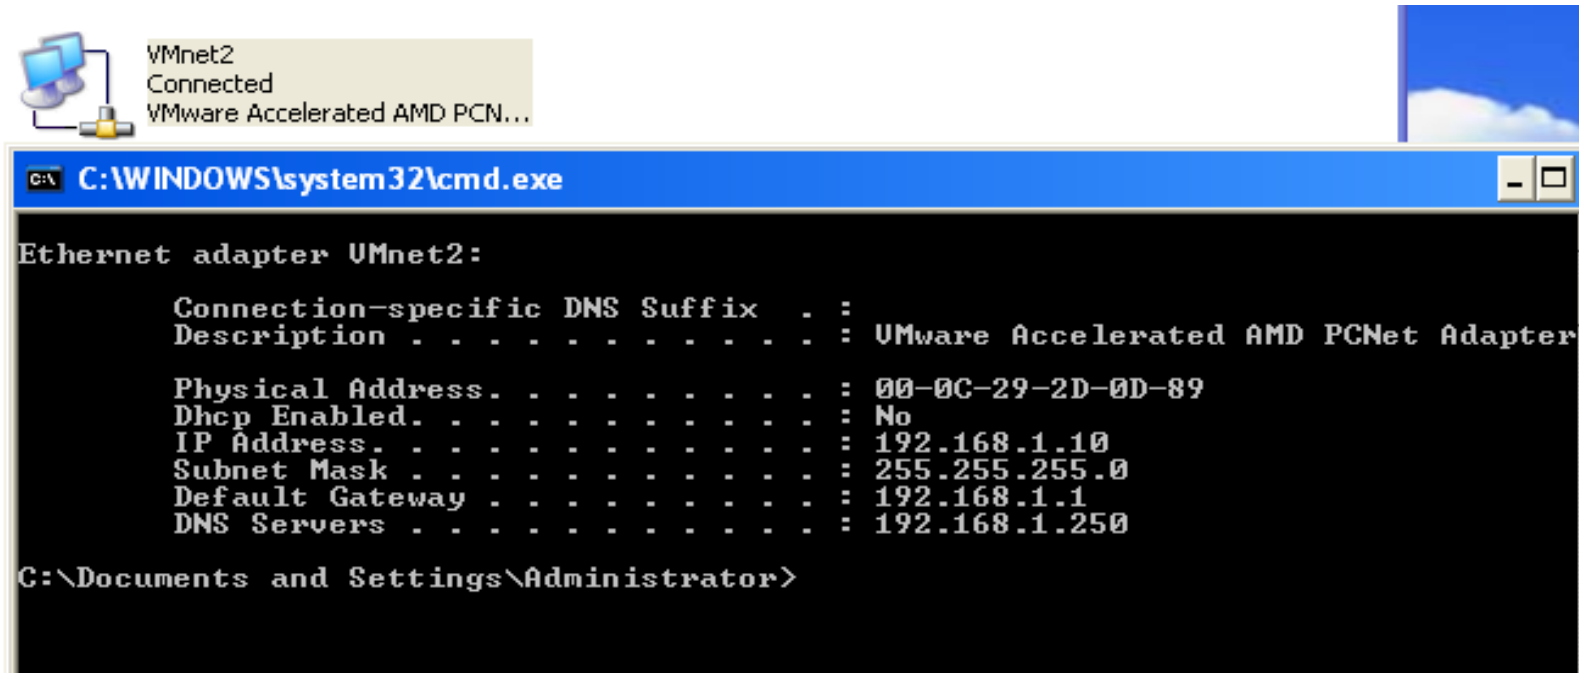 VMnet2
Connected
VMware Accelerated AMD PCN...
C:\WINDOWS\system32\cmd.exe
Ethernet adapter VMnet2:
Connection-specific DNS Suffix . :
Description . . . . . . . . . . . : VMware Accelerated AMD PCNet Adapter
Physical Address. . . . . . . . . : 00-0C-29-2D-0D-89
Dhcp Enabled. . . . . . . . . . . : No
IP Address. . . . . . . . . . . . : 192.168.1.10
Subnet Mask . . . . . . . . . . . : 255.255.255.0
Default Gateway . . . . . . . . . : 192.168.1.1
DNS Servers . . . . . . . . . . . : 192.168.1.250
C:\Documents and Settings\Administrator>